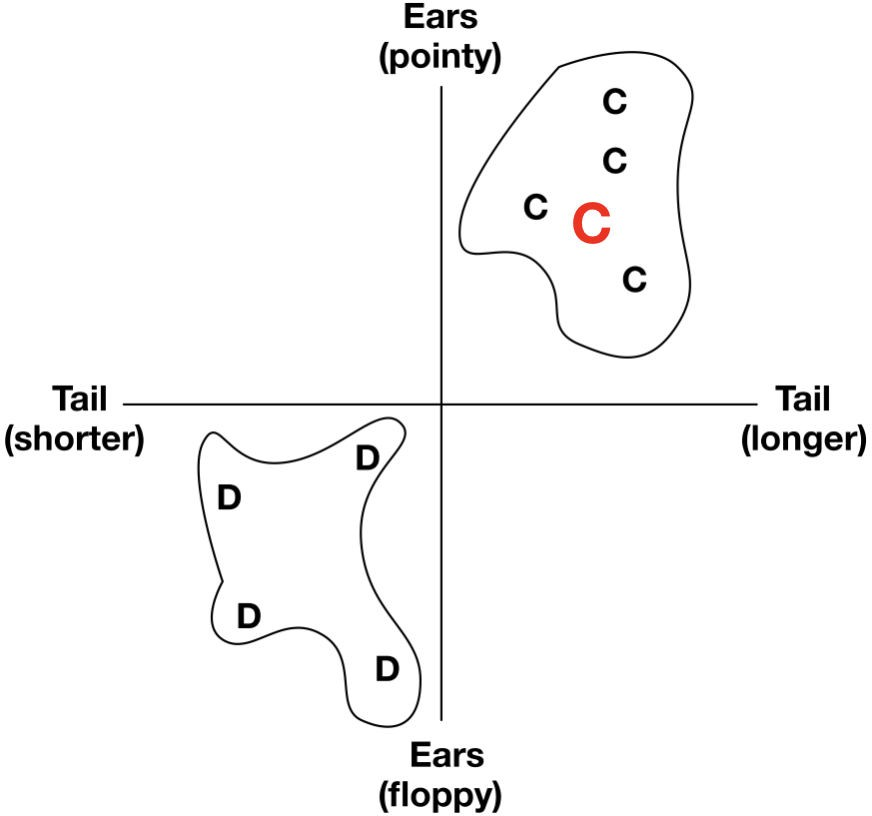 Ears
(pointy)
C
C
C
C
C
Tail
(shorter)
Tail
(longer)
D
D
D
D
Ears
(floppy)